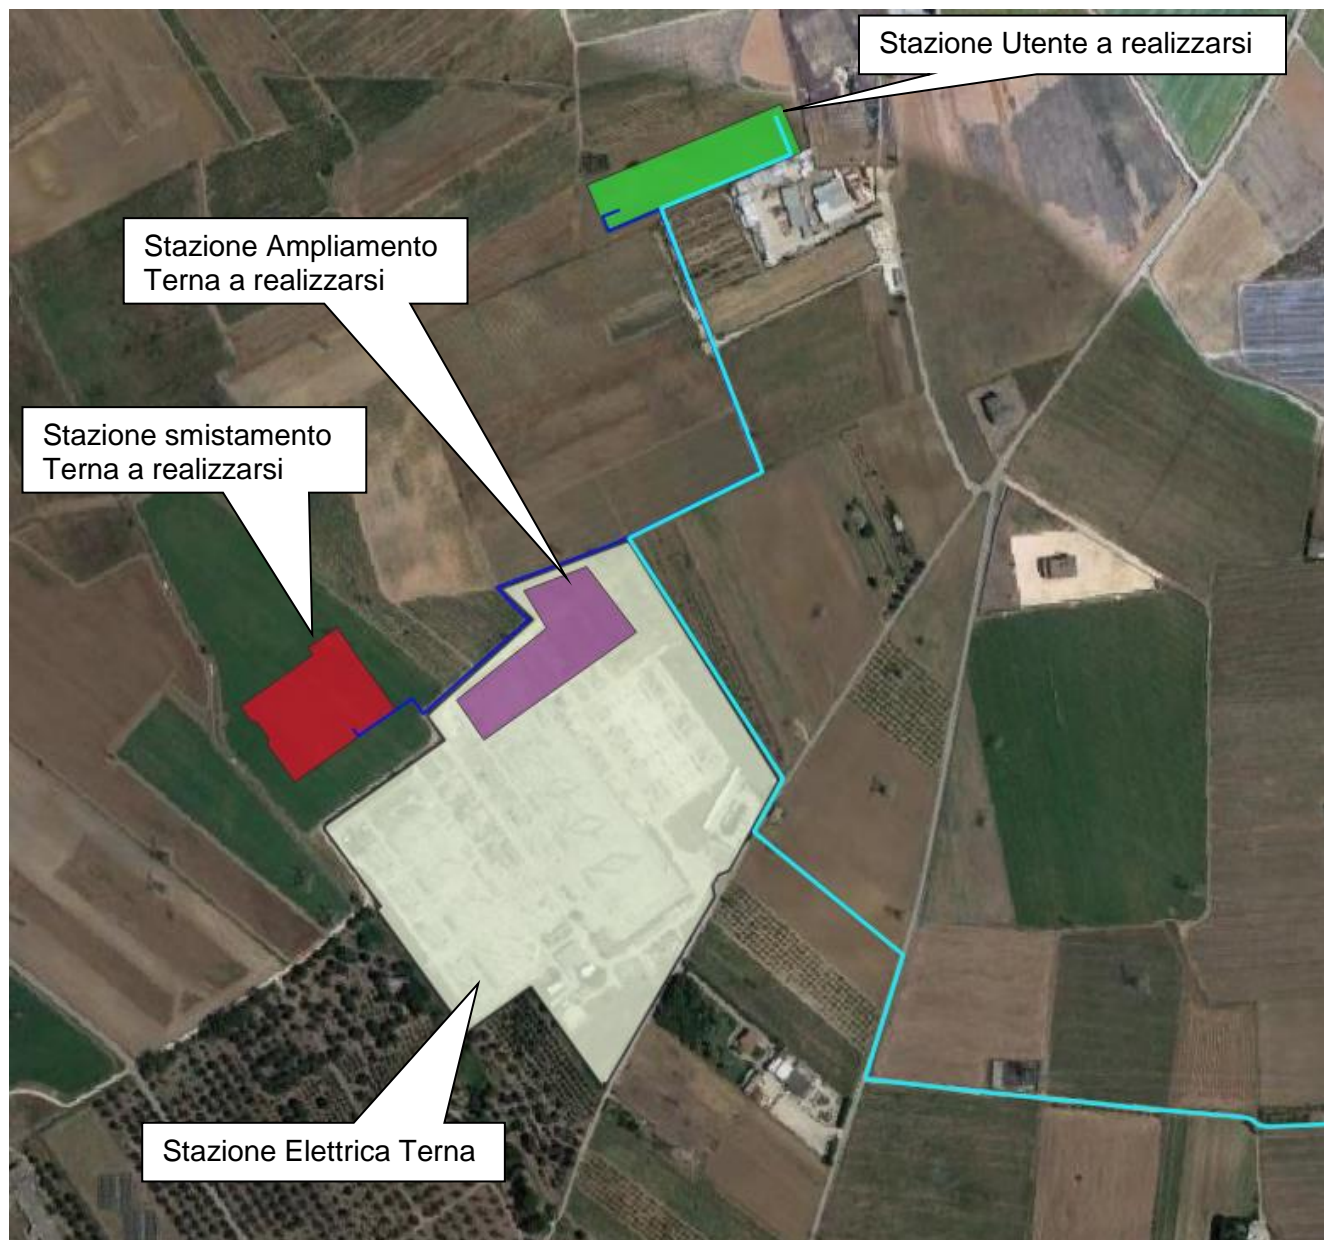 Stazione Utente a realizzarsi
Stazione Ampliamento
Terna a realizzarsi
Stazione smistamento
Terna a realizzarsi
Stazione Elettrica Terna